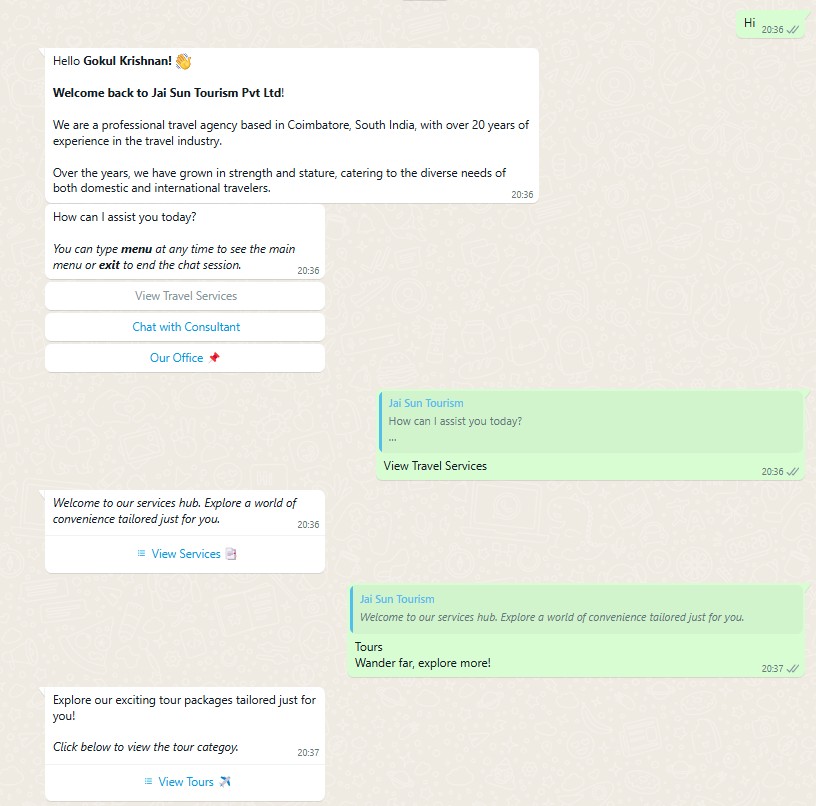 Hi
20:36
Hello Gokul Krishnan! 👋
Welcome back to Jai Sun Tourism Pvt Ltd!
We are a professional travel agency based in Coimbatore, South India, with over 20 years of
experience in the travel industry.
Over the years, we have grown in strength and stature, catering to the diverse needs of
both domestic and international travelers.
20:36
How can I assist you today?
You can type menu at any time to see the main
menu or exit to end the chat session.
20:36
View Travel Services
Chat with Consultant
Our Office 📌
Jai Sun Tourism
How can I assist you today?
...
View Travel Services
20:36
Welcome to our services hub. Explore a world of
convenience tailored just for you.
20:36
View Services 📑
Jai Sun Tourism
Welcome to our services hub. Explore a world of convenience tailored just for you.
Tours
Wander far, explore more!
20:37
Explore our exciting tour packages tailored just for
you!
Click below to view the tour categoy.
20:37
View Tours ✈️